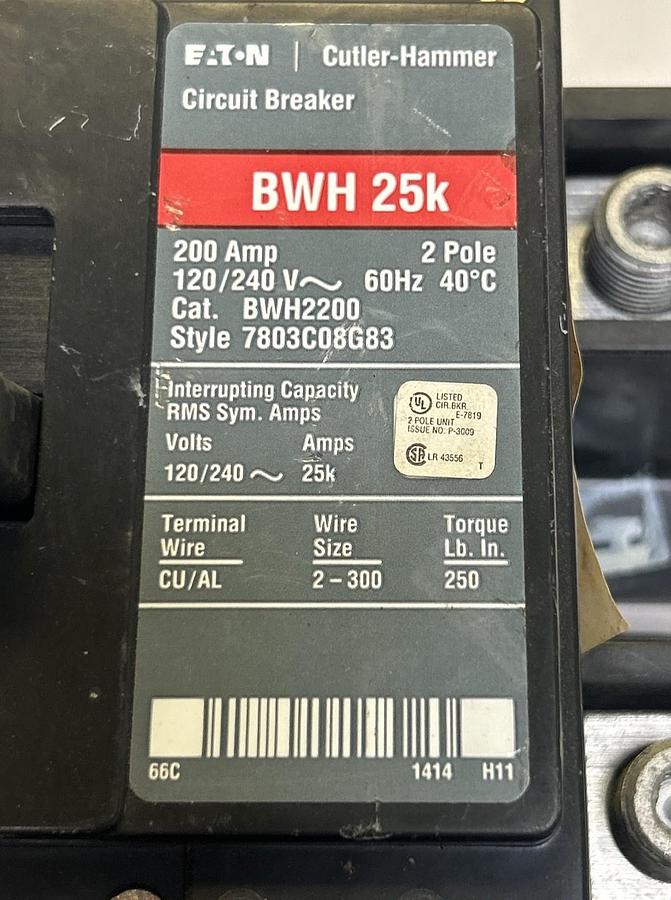 EATON | Cutler-Hammer
Circuit Breaker
BWH 25k
200 Amp 2 Pole
120/240 V~ 60Hz 40°C
Cat. BWH2200
Style 7803C08G83
Interrupting Capacity
RMS Sym. Amps
Volts Amps
120/240 ~ 25k
UL LISTED
CIR.BKR.
E-7819
2 POLE UNIT
ISSUE NO. P-3009
LR 43556 T
Terminal Wire Torque
Wire Size Lb. In.
CU/AL 2 – 300 250
66C 1414 H11